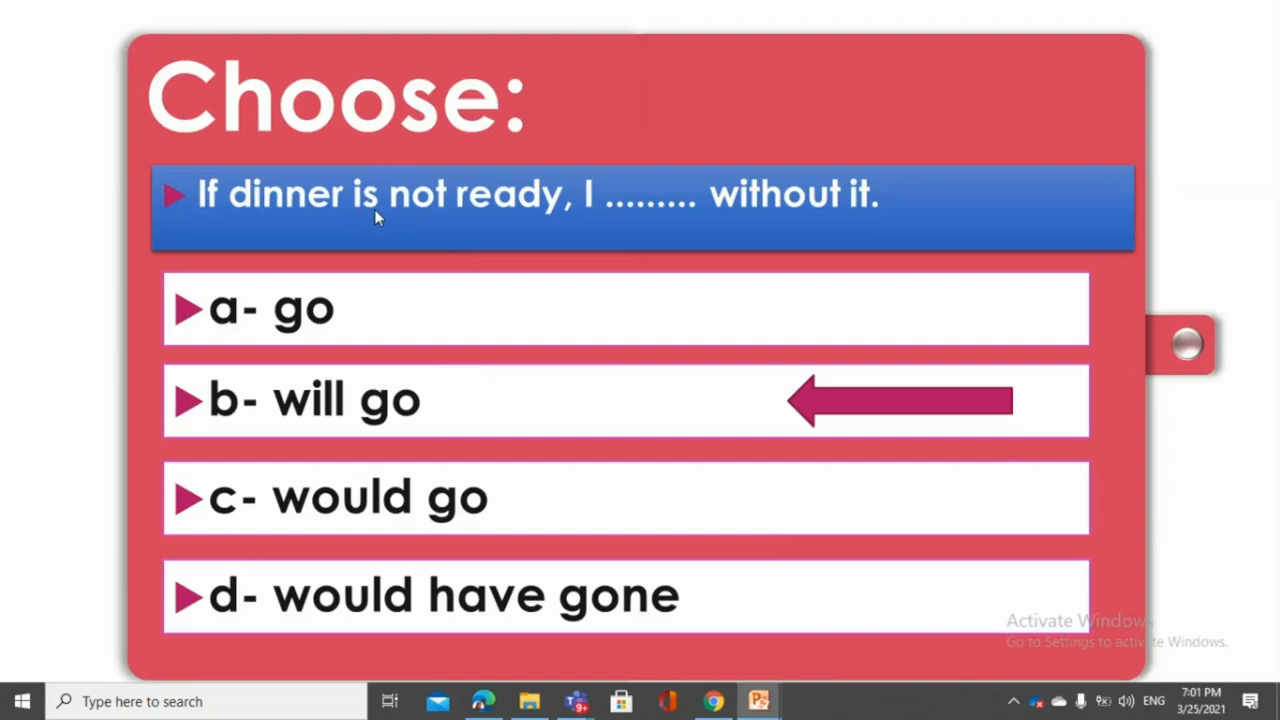 Choose:
If dinner is not ready, I ......... without it.
a- go
b- will go
c- would go
d- would have gone
Activate Windows
Go to Settings to activate Windows.
Type here to search
9+
ENG
7:01 PM
3/25/2021